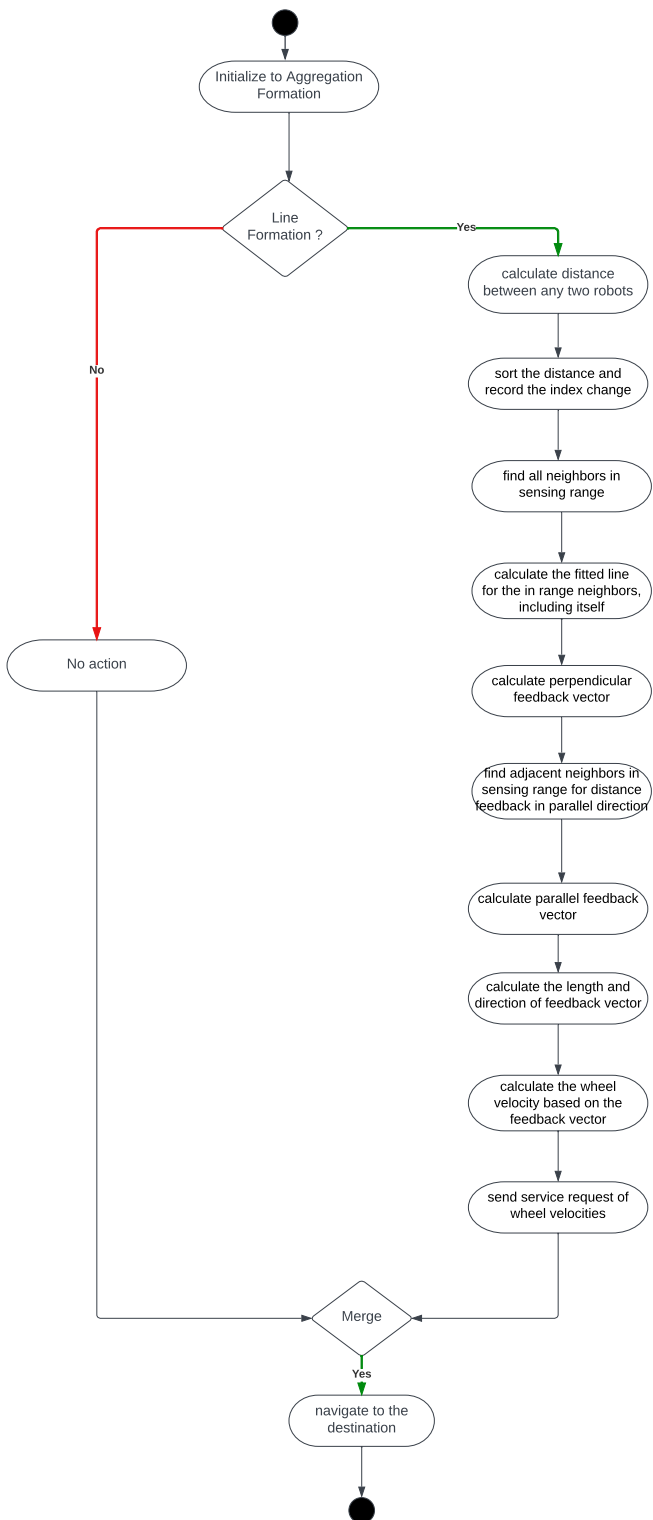 Initialize to Aggregation
Formation
Line
Formation ?
Yes
calculate distance
between any two robots
No
sort the distance and
record the index change
find all neighbors in
sensing range
calculate the fitted line
for the in range neighbors,
including itself
No action
calculate perpendicular
feedback vector
find adjacent neighbors in
sensing range for distance
feedback in parallel direction
calculate parallel feedback
vector
calculate the length and
direction of feedback vector
calculate the wheel
velocity based on the
feedback vector
send service request of
wheel velocities
Merge
Yes
navigate to the
destination